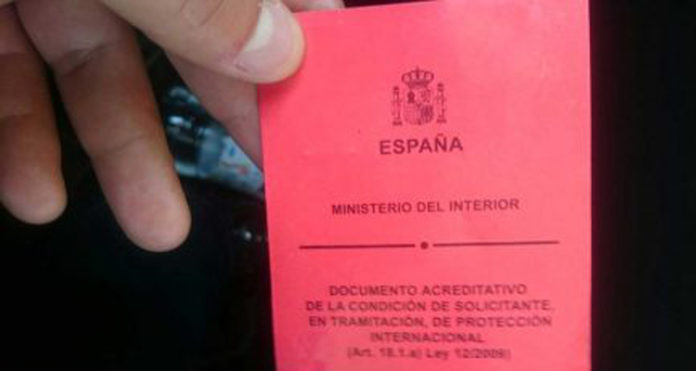 ESPAÑA
MINISTERIO DEL INTERIOR
DOCUMENTO ACREDITATIVO
DE LA CONDICIÓN DE SOLICITANTE,
EN TRAMITACIÓN, DE PROTECCIÓN
INTERNACIONAL
(Art. 18.1.a) Ley 12/2009)